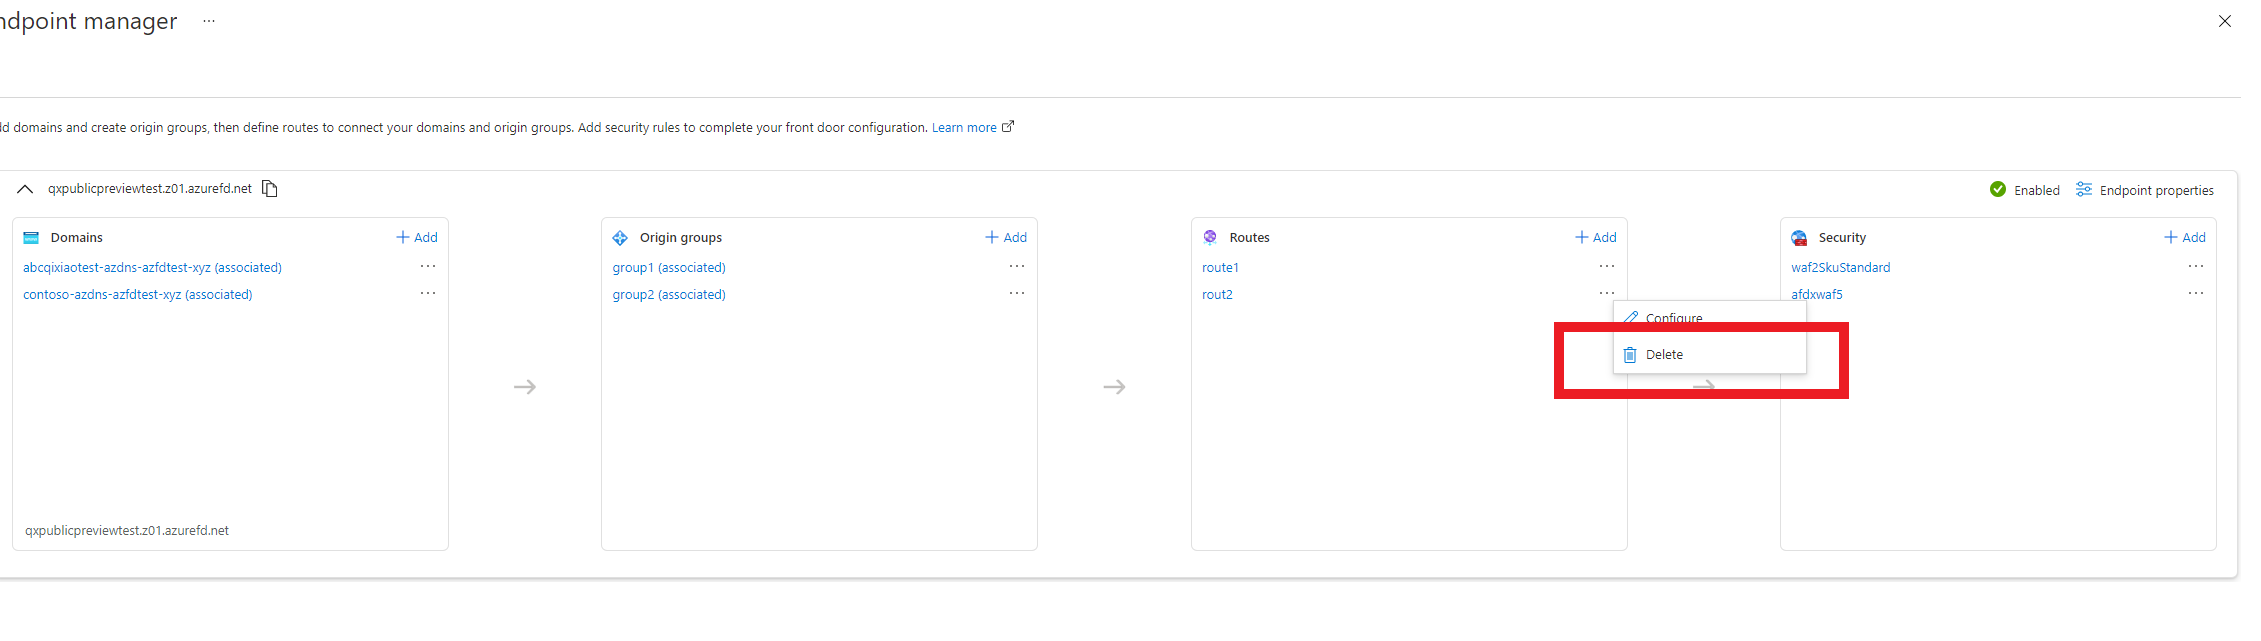 ndpoint manager ...
d domains and create origin groups, then define routes to connect your domains and origin groups. Add security rules to complete your front door configuration. Learn more
qxpublicpreviewtest.z01.azurefd.net
Enabled Endpoint properties
Domains + Add
abcqixiaotest-azdns-azfdtest-xyz (associated) ...
contoso-azdns-azfdtest-xyz (associated) ...
qxpublicpreviewtest.z01.azurefd.net
Origin groups + Add
group1 (associated) ...
group2 (associated) ...
Routes + Add
route1 ...
rout2 ...
Configure
Delete
Security + Add
waf2SkuStandard ...
afdxwaf5 ...